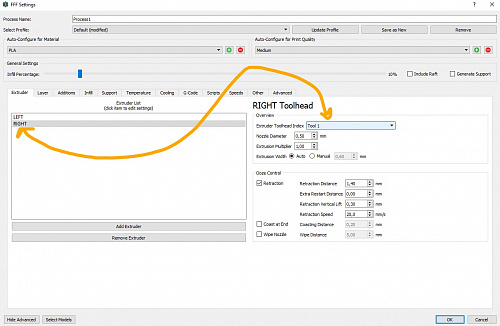 FFF Settings
Process Name: Process1
Select Profile: Default (modified) Update Profile Save as New Remove
Auto-Configure for Material Auto-Configure for Print Quality
PLA Medium
General Settings
Infill Percentage: 10% Include Raft Generate Support
Extruder Layer Additions Infill Support Temperature Cooling G-Code Scripts Speeds Other Advanced
Extruder List
(click item to edit settings)
LEFT
RIGHT
Add Extruder
Remove Extruder
RIGHT Toolhead
Overview
Extruder Toolhead Index Tool 1
Nozzle Diameter 0,50 mm
Extrusion Multiplier 1,00
Extrusion Width Auto Manual 0,60 mm
Ooze Control
Retraction Retraction Distance 1,40 mm
Extra Restart Distance 0,00 mm
Retraction Vertical Lift 0,30 mm
Retraction Speed 20,0 mm/s
Coast at End Coasting Distance 0,20 mm
Wipe Nozzle Wipe Distance 5,00 mm
Hide Advanced Select Models OK Cancel